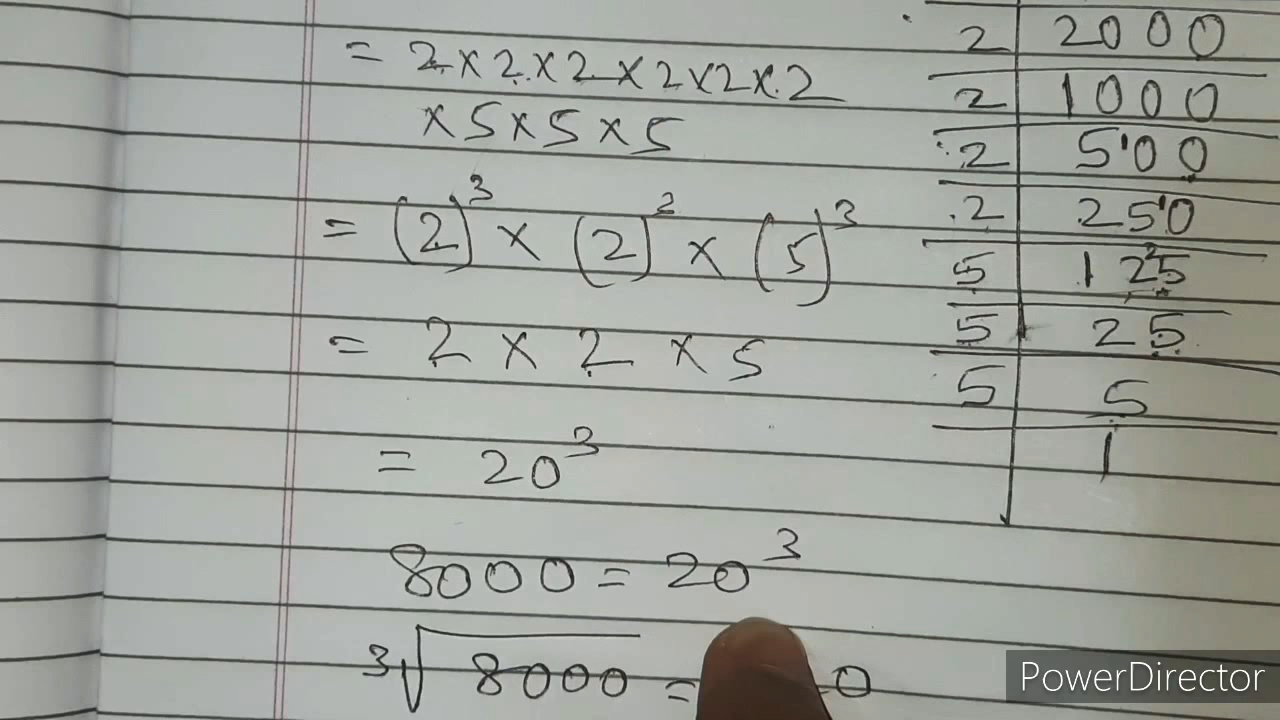 = 2 × 2 × 2 × 2 × 2 × 2
× 5 × 5 × 5
= (2)³ × (2)³ × (5)³
= 2 × 2 × 5
= 20³
8000 = 20³
³√8000 = 0
2 | 2000
2 | 1000
2 | 500
2 | 250
5 | 125
5 | 25
5 | 5
1
PowerDirector